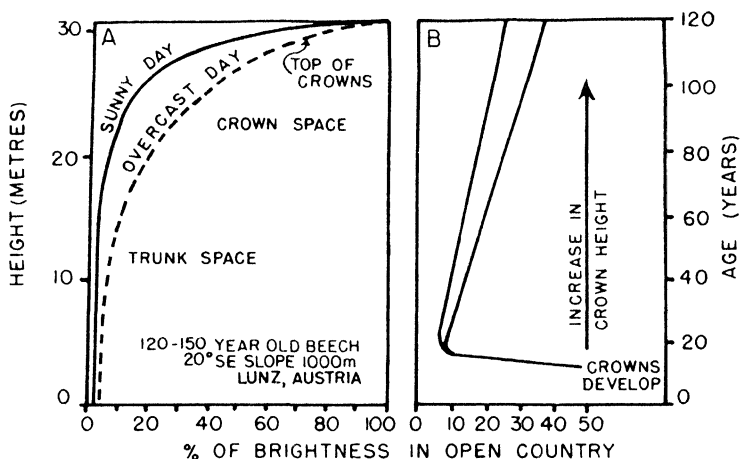 A
B
30
20
10
0
HEIGHT (METRES)
SUNNY DAY
OVERCAST DAY
TOP OF
CROWNS
CROWN SPACE
TRUNK SPACE
120-150 YEAR OLD BEECH
20° SE SLOPE 1000m
LUNZ, AUSTRIA
0 20 40 60 80 100
INCREASE IN
CROWN HEIGHT
CROWNS
DEVELOP
120
100
80
60
40
20
0
AGE (YEARS)
0 10 20 30 40 50
% OF BRIGHTNESS IN OPEN COUNTRY